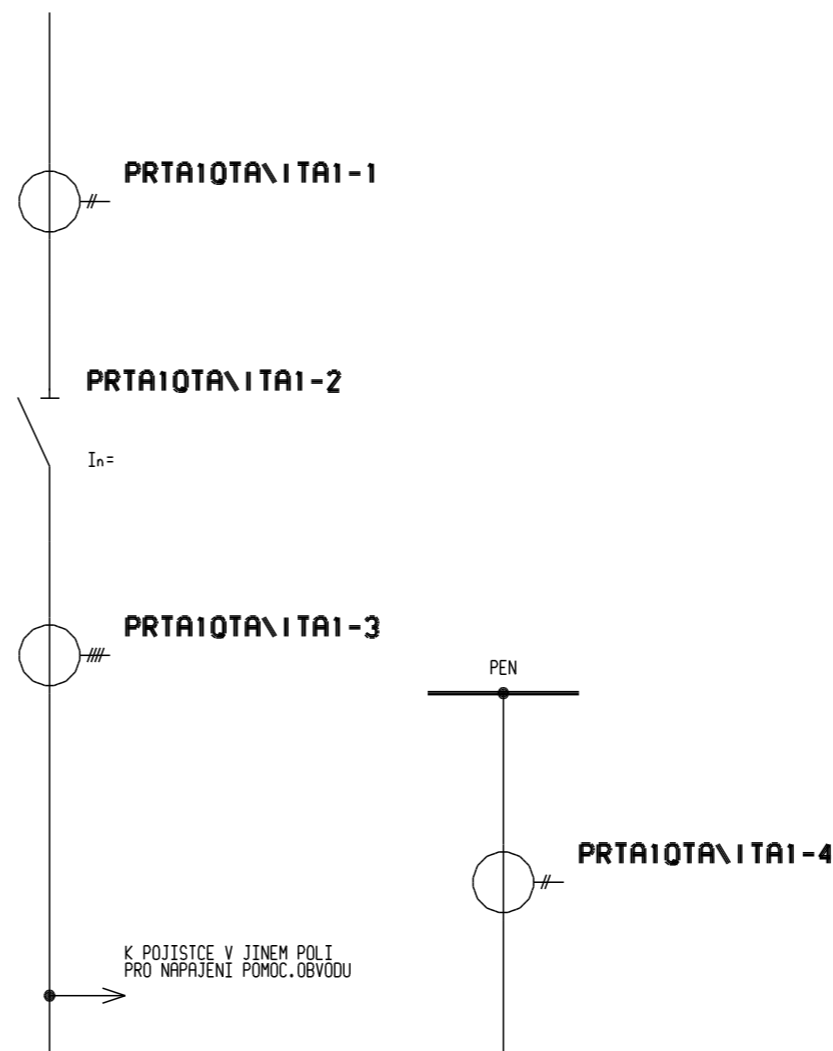 PRTA1QTA\ITA1-1
PRTA1QTA\ITA1-2
In=
PRTA1QTA\ITA1-3
PEN
PRTA1QTA\ITA1-4
K POJISTCE V JINEM POLI
PRO NAPAJENI POMOC.OBVODU